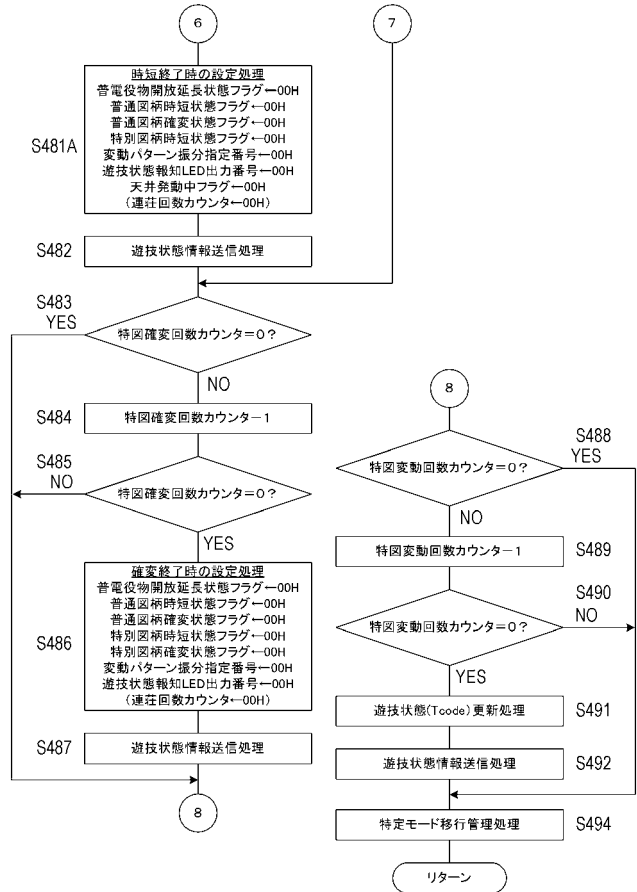 6
7
S481A
時短終了時の設定処理
普電役物開放延長状態フラグ←00H
普通図柄時短状態フラグ←00H
普通図柄確変状態フラグ←00H
特別図柄時短状態フラグ←00H
変動パターン振分指定番号←00H
遊技状態報知LED出力番号←00H
天井発動中フラグ←00H
(連荘回数カウンタ←00H)
S482
遊技状態情報送信処理
S483
YES
特図確変回数カウンタ=0?
NO
S484
特図確変回数カウンタ-1
S485
NO
特図確変回数カウンタ=0?
YES
S486
確変終了時の設定処理
普電役物開放延長状態フラグ←00H
普通図柄時短状態フラグ←00H
普通図柄確変状態フラグ←00H
特別図柄時短状態フラグ←00H
特別図柄確変状態フラグ←00H
変動パターン振分指定番号←00H
遊技状態報知LED出力番号←00H
(連荘回数カウンタ←00H)
S487
遊技状態情報送信処理
8
8
S488
YES
特図変動回数カウンタ=0?
NO
特図変動回数カウンタ-1
S489
S490
NO
特図変動回数カウンタ=0?
YES
遊技状態(Tcode)更新処理
S491
遊技状態情報送信処理
S492
特定モード移行管理処理
S494
リターン